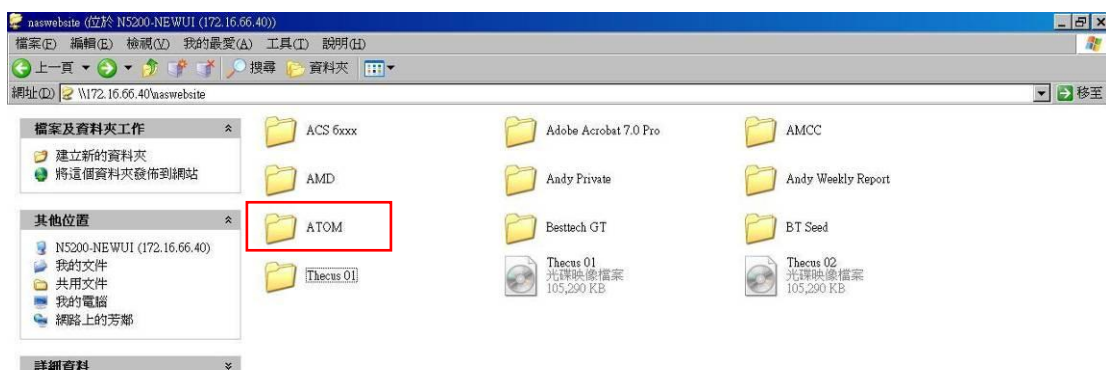 naswebsite (位於 N5200-NEWUI (172.16.66.40))
檔案(F) 編輯(E) 檢視(V) 我的最愛(A) 工具(T) 說明(H)
上一頁 搜尋 資料夾
網址(D) \\172.16.66.40\naswebsite 移至
檔案及資料夾工作
建立新的資料夾
將這個資料夾發佈到網站
其他位置
N5200-NEWUI (172.16.66.40)
我的文件
共用文件
我的電腦
網路上的芳鄰
詳細資料
ACS 6xxx
Adobe Acrobat 7.0 Pro
AMCC
AMD
Andy Private
Andy Weekly Report
ATOM
Besttech GT
BT Seed
Thecus 01
Thecus 01
光碟映像檔案
105,290 KB
Thecus 02
光碟映像檔案
105,290 KB